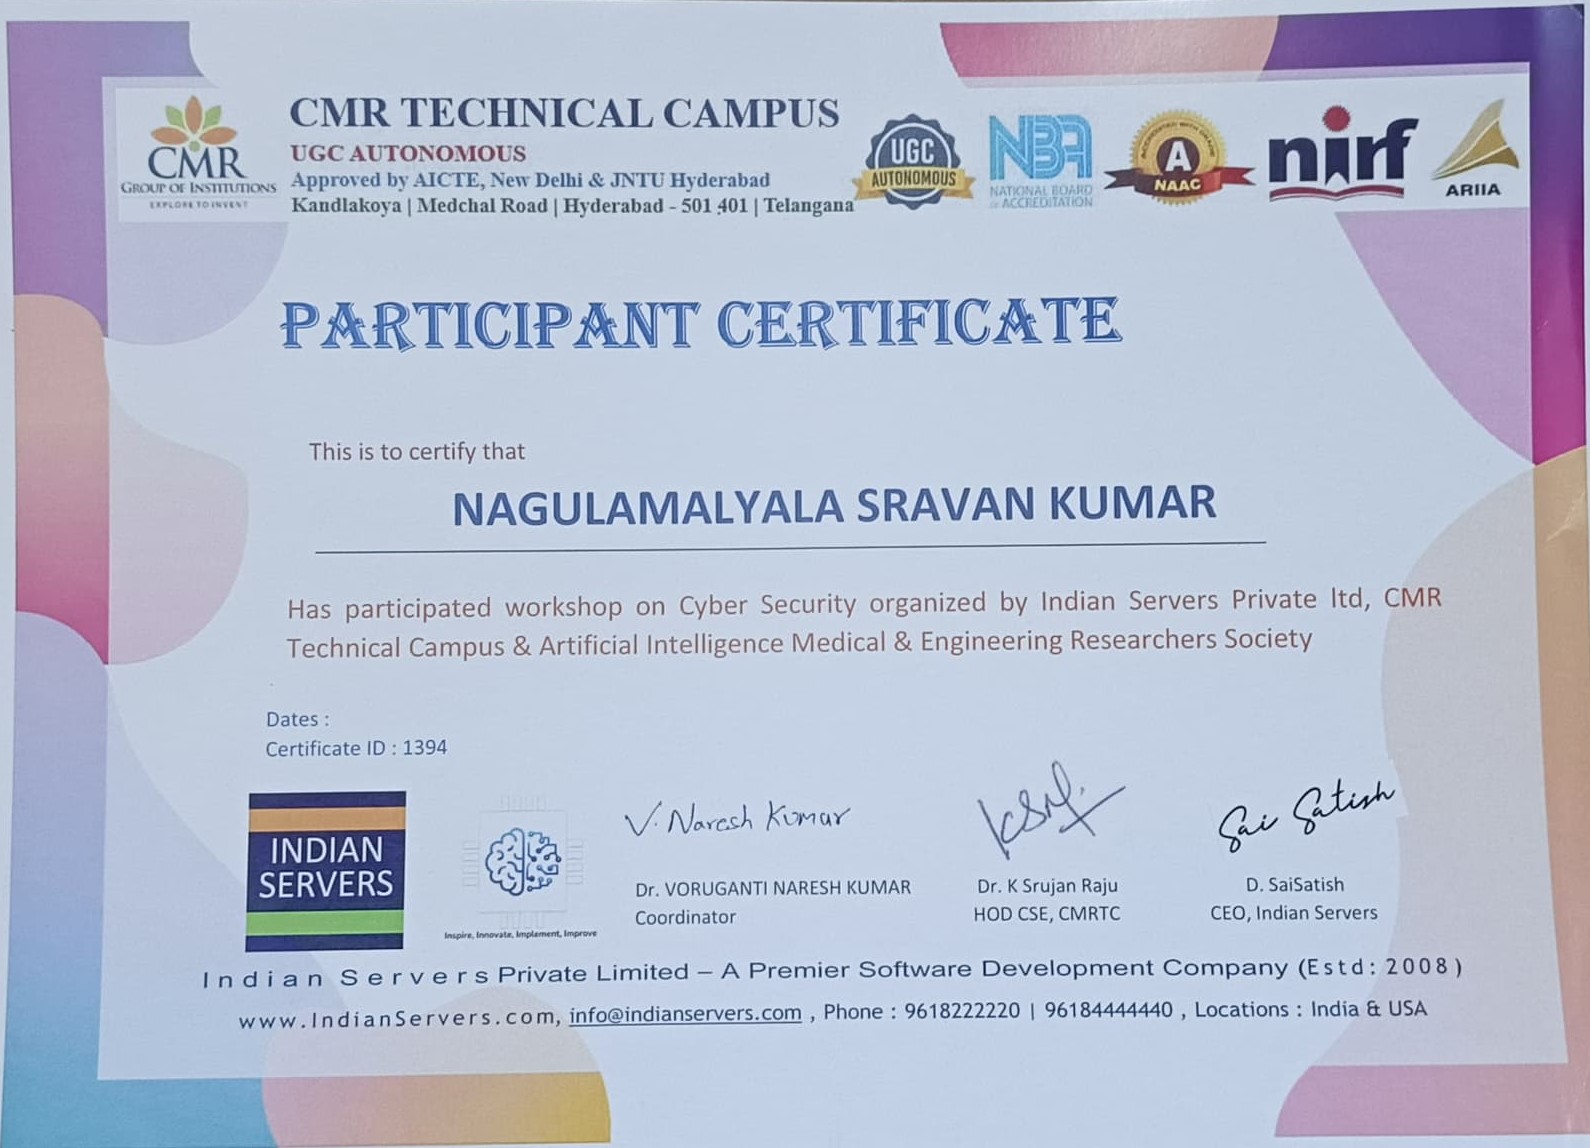 CMR
GROUP OF INSTITUTIONS
EXPLORE TO INVENT
CMR TECHNICAL CAMPUS
UGC AUTONOMOUS
Approved by AICTE, New Delhi & JNTU Hyderabad
Kandlakoya | Medchal Road | Hyderabad - 501 401 | Telangana
UGC
AUTONOMOUS
NBA
NATIONAL BOARD
of ACCREDITATION
ACCREDITED WITH GRADE
A
NAAC
nirf
ARIIA
PARTICIPANT CERTIFICATE
This is to certify that
NAGULAMALYALA SRAVAN KUMAR
Has participated workshop on Cyber Security organized by Indian Servers Private ltd, CMR
Technical Campus & Artificial Intelligence Medical & Engineering Researchers Society
Dates :
Certificate ID : 1394
INDIAN
SERVERS
Inspire, Innovate, Implement, Improve
V. Naresh Kumar
Dr. VORUGANTI NARESH KUMAR
Coordinator
Dr. K Srujan Raju
HOD CSE, CMRTC
Sai Satish
D. SaiSatish
CEO, Indian Servers
Indian Servers Private Limited – A Premier Software Development Company (Estd: 2008)
www.IndianServers.com, info@indianservers.com , Phone : 9618222220 | 96184444440 , Locations : India & USA